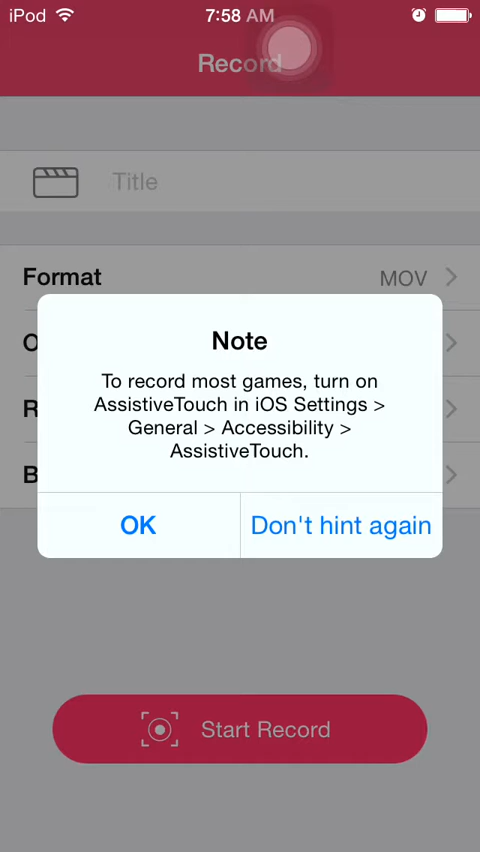 iPod 7:58 AM
Record
Title
Format MOV
O
R
B
Note
To record most games, turn on
AssistiveTouch in iOS Settings >
General > Accessibility >
AssistiveTouch.
OK Don't hint again
Start Record